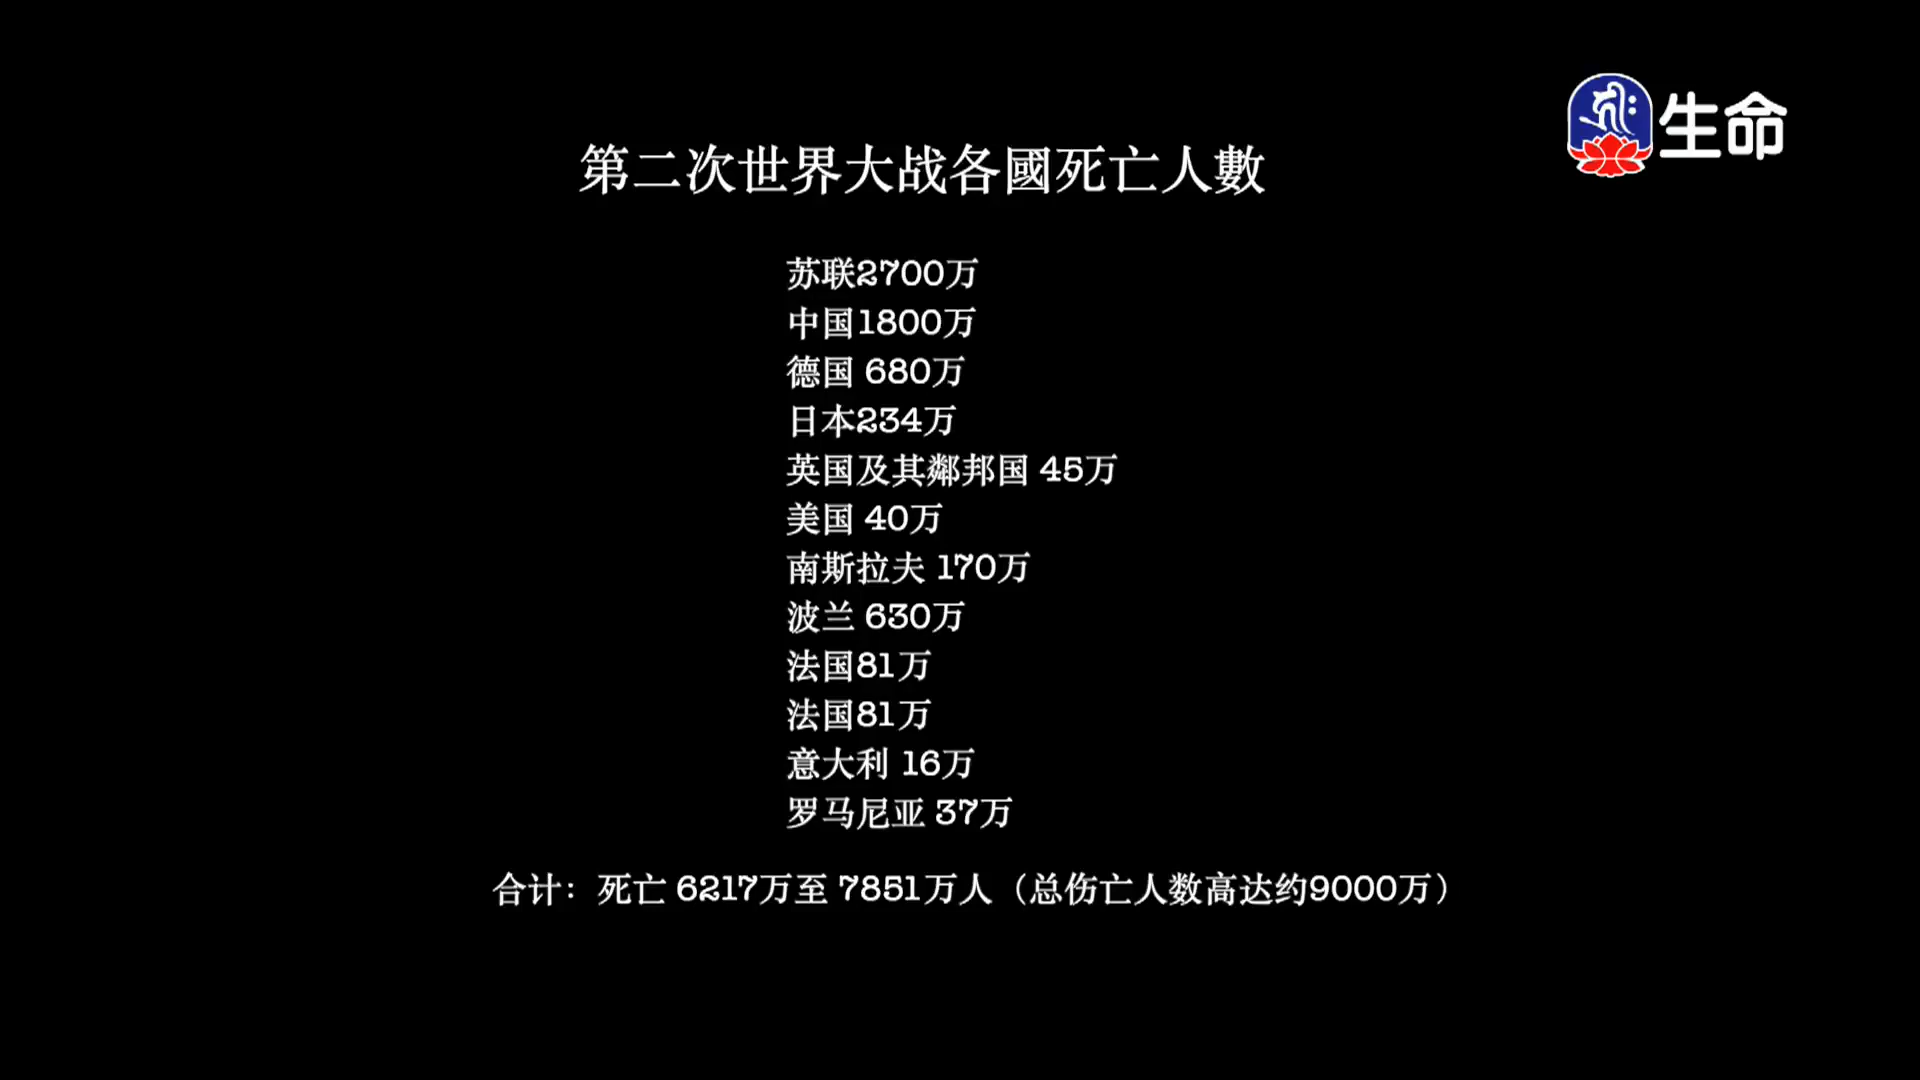 生命
第二次世界大战各國死亡人數
苏联2700万
中国1800万
德国 680万
日本234万
英国及其鄰邦国 45万
美国 40万
南斯拉夫 170万
波兰 630万
法国81万
法国81万
意大利 16万
罗马尼亚 37万
合计：死亡 6217万至 7851万人（总伤亡人数高达约9000万）